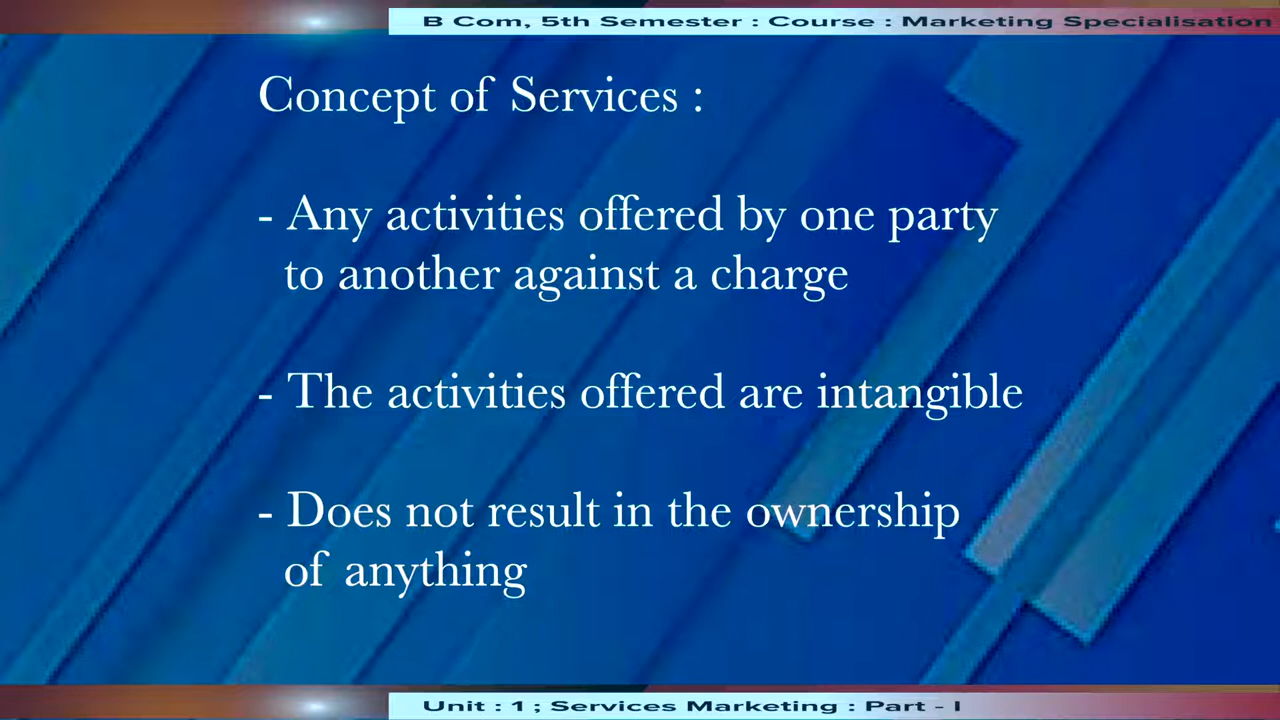 B Com, 5th Semester : Course : Marketing Specialisation
Concept of Services :
- Any activities offered by one party
to another against a charge
- The activities offered are intangible
- Does not result in the ownership
of anything
Unit : 1 ; Services Marketing : Part - I